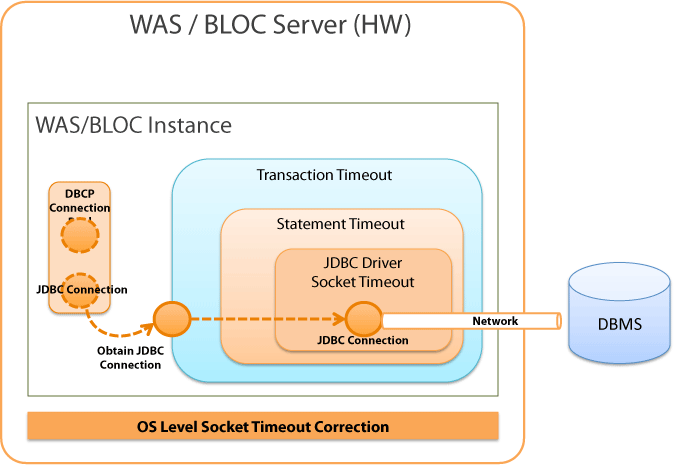 WAS / BLOC Server (HW)
WAS/BLOC Instance
DBCP
Connection
JDBC Connection
Obtain JDBC
Connection
Transaction Timeout
Statement Timeout
JDBC Driver
Socket Timeout
JDBC Connection
Network
DBMS
OS Level Socket Timeout Correction